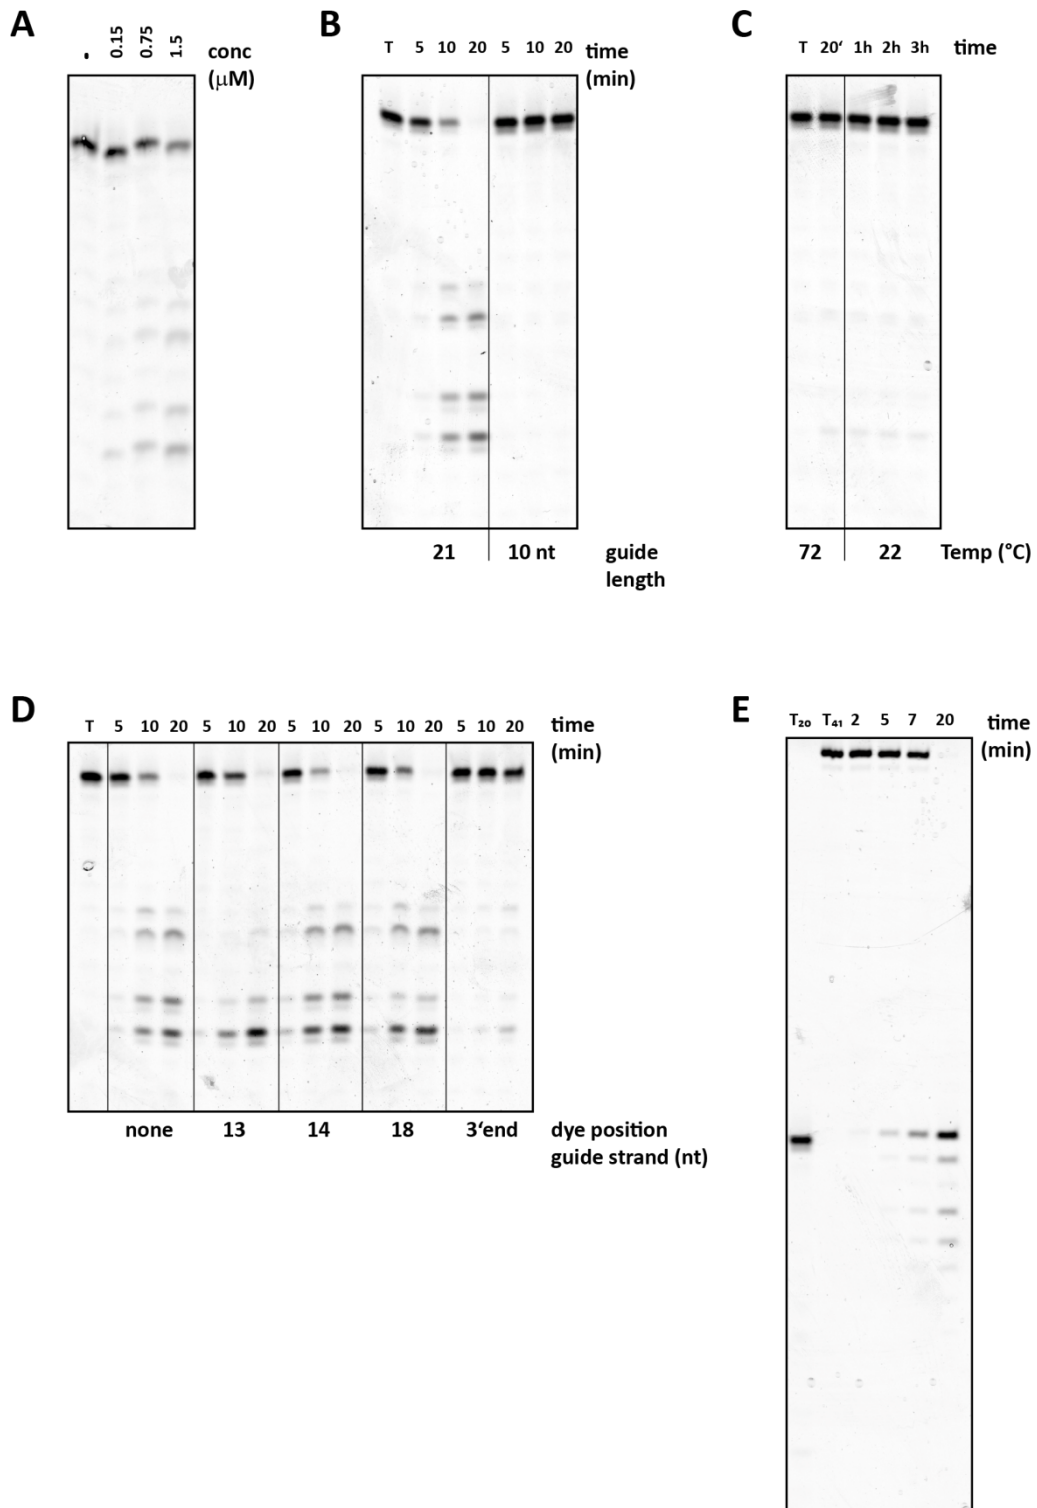 A
- 0.15 0.75 1.5 conc
(µM)
B
T 5 10 20 5 10 20 time
(min)
21 10 nt guide
length
C
T 20‘ 1h 2h 3h time
72 22 Temp (°C)
D
T 5 10 20 5 10 20 5 10 20 5 10 20 5 10 20 time
(min)
none 13 14 18 3‘end dye position
guide strand (nt)
E
T₂₀ T₄₁ 2 5 7 20 time
(min)